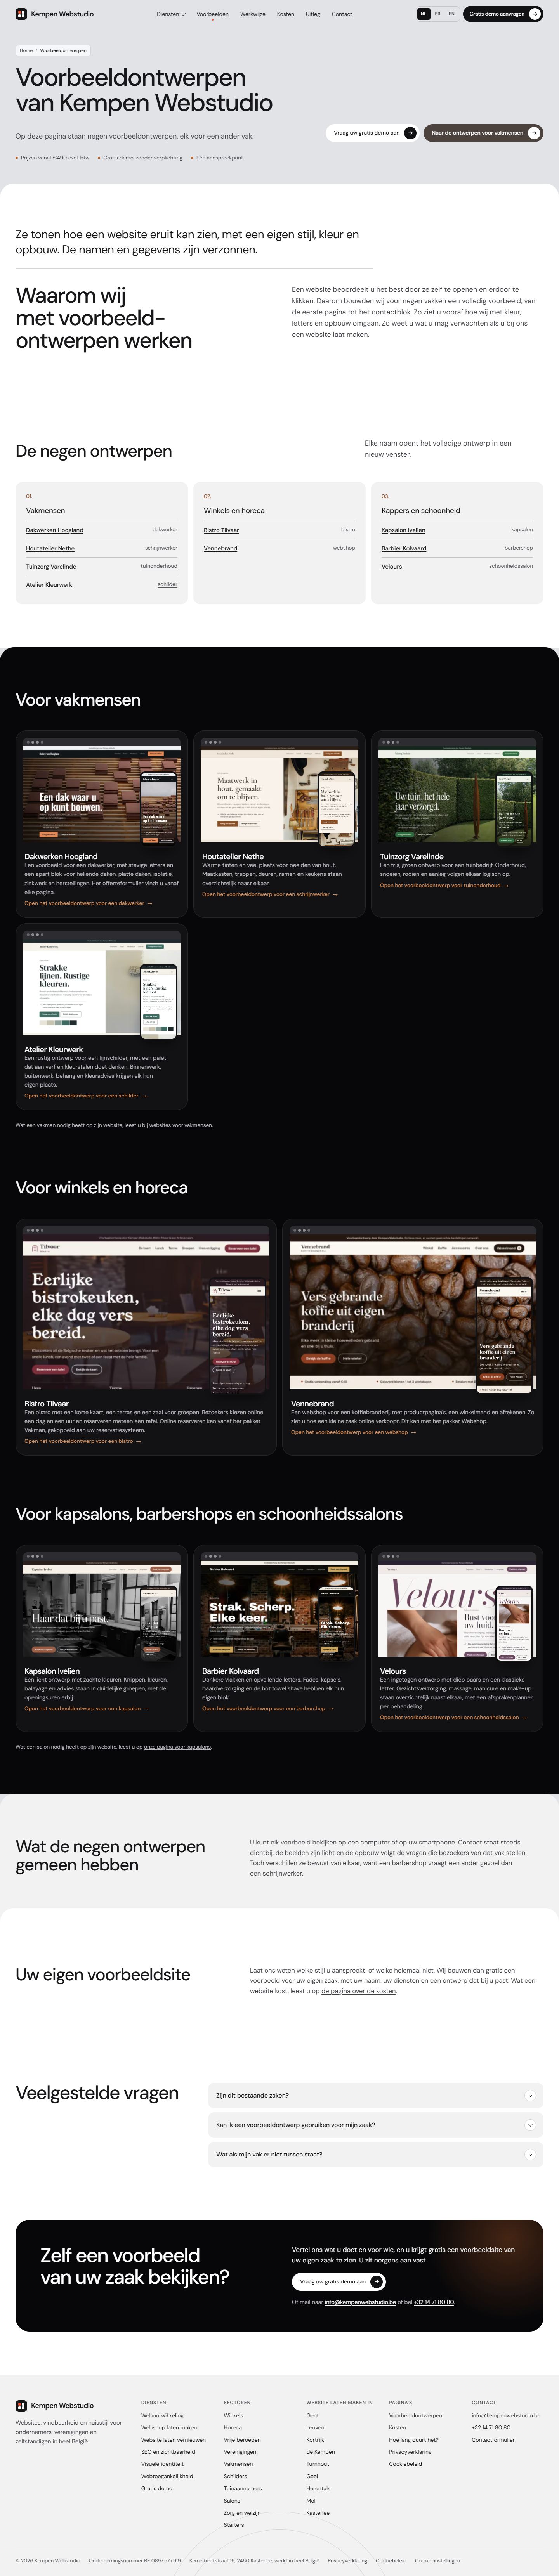 Kempen Webstudio
Diensten Voorbeelden Werkwijze Kosten Uitleg Contact
NL FR EN
Gratis demo aanvragen
Home / Voorbeeldontwerpen
Voorbeeldontwerpen
van Kempen Webstudio
Op deze pagina staan negen voorbeeldontwerpen, elk voor een ander vak.
Vraag uw gratis demo aan
Naar de ontwerpen voor vakmensen
Prijzen vanaf €490 excl. btw
Gratis demo, zonder verplichting
Eén aanspreekpunt
Ze tonen hoe een website eruit kan zien, met een eigen stijl, kleur en
opbouw. De namen en gegevens zijn verzonnen.
Waarom wij
met voorbeeld-
ontwerpen werken
Een website beoordeelt u het best door ze zelf te openen en erdoor te
klikken. Daarom bouwden wij voor negen vakken een volledig voorbeeld, van
de eerste pagina tot het contactblok. Zo ziet u vooraf hoe wij met kleur,
letters en opbouw omgaan. Zo weet u wat u mag verwachten als u bij ons
een website laat maken.
De negen ontwerpen
Elke naam opent het volledige ontwerp in een
nieuw venster.
01.
Vakmensen
Dakwerken Hoogland dakwerker
Houtatelier Nethe schrijnwerker
Tuinzorg Varelinde tuinonderhoud
Atelier Kleurwerk schilder
02.
Winkels en horeca
Bistro Tilvaar bistro
Vennebrand webshop
03.
Kappers en schoonheid
Kapsalon Ivelien kapsalon
Barbier Kolvaard barbershop
Velours schoonheidssalon
Voor vakmensen
Een dak waar u
op kunt bouwen.
Maatwerk in
hout, gemaakt
om te blijven.
Uw tuin, het hele
jaar verzorgd.
Dakwerken Hoogland
Een voorbeeld voor een dakwerker, met stevige letters en
een apart blok voor hellende daken, platte daken, isolatie,
zinkwerk en herstellingen. Het offerteformulier vindt u vanaf
elke pagina.
Open het voorbeeldontwerp voor een dakwerker →
Houtatelier Nethe
Warme tinten en veel plaats voor beelden van hout.
Maatkasten, trappen, deuren, ramen en keukens staan
overzichtelijk naast elkaar.
Open het voorbeeldontwerp voor een schrijnwerker →
Tuinzorg Varelinde
Een fris, groen ontwerp voor een tuinbedrijf. Onderhoud,
snoeien, rooien en aanleg volgen elkaar logisch op.
Open het voorbeeldontwerp voor tuinonderhoud →
Strakke
lijnen. Rustige
kleuren.
Atelier Kleurwerk
Een rustig ontwerp voor een fijnschilder, met een palet
dat aan verf en kleurstalen doet denken. Binnenwerk,
buitenwerk, behang en kleuradvies krijgen elk hun
eigen plaats.
Open het voorbeeldontwerp voor een schilder →
Wat een vakman nodig heeft op zijn website, leest u bij websites voor vakmensen.
Voor winkels en horeca
Tilvaar
Eerlijke
bistrokeuken,
elke dag vers
bereid.
Vennebrand
Vers gebrande
koffie uit eigen
branderij
Bistro Tilvaar
Een bistro met een korte kaart, een terras en een zaal voor groepen. Bezoekers kiezen online
een dag en een uur en reserveren meteen een tafel. Online reserveren kan vanaf het pakket
Vakman, gekoppeld aan uw reservatiesysteem.
Open het voorbeeldontwerp voor een bistro →
Vennebrand
Een webshop voor een koffiebranderij, met productpagina's, een winkelmand en afrekenen. Zo
ziet u hoe een kleine zaak online verkoopt. Dit kan met het pakket Webshop.
Open het voorbeeldontwerp voor een webshop →
Voor kapsalons, barbershops en schoonheidssalons
Haar dat bij u past.
Strak. Scherp.
Elke keer.
Velours
Kapsalon Ivelien
Een licht ontwerp met zachte kleuren. Knippen, kleuren,
balayage en advies staan in duidelijke groepen, met de
openingsuren erbij.
Open het voorbeeldontwerp voor een kapsalon →
Barbier Kolvaard
Donkere vlakken en opvallende letters. Fades, kapsels,
baardverzorging en de hot towel shave hebben elk hun
eigen blok.
Open het voorbeeldontwerp voor een barbershop →
Velours
Een ingetogen ontwerp met diep paars en een klassieke
letter. Gezichtsverzorging, massage, manicure en make-up
staan overzichtelijk naast elkaar, met een afsprakenplanner
per behandeling.
Open het voorbeeldontwerp voor een schoonheidssalon →
Wat een salon nodig heeft op zijn website, leest u op onze pagina voor kapsalons.
Wat de negen ontwerpen
gemeen hebben
U kunt elk voorbeeld bekijken op een computer of op uw smartphone. Contact staat steeds
dichtbij, de beelden zijn licht en de opbouw volgt de vragen die bezoekers van dat vak stellen.
Toch verschillen ze bewust van elkaar, want een barbershop vraagt een ander gevoel dan
een schrijnwerker.
Uw eigen voorbeeldsite
Laat ons weten welke stijl u aanspreekt, of welke helemaal niet. Wij bouwen dan gratis een
voorbeeld voor uw eigen zaak, met uw naam, uw diensten en een ontwerp dat bij u past. Wat een
website kost, leest u op de pagina over de kosten.
Veelgestelde vragen
Zijn dit bestaande zaken?
Kan ik een voorbeeldontwerp gebruiken voor mijn zaak?
Wat als mijn vak er niet tussen staat?
Zelf een voorbeeld
van uw zaak bekijken?
Vertel ons wat u doet en voor wie, en u krijgt gratis een voorbeeldsite van
uw eigen zaak te zien. U zit nergens aan vast.
Vraag uw gratis demo aan
Of mail naar info@kempenwebstudio.be of bel +32 14 71 80 80.
Kempen Webstudio
Websites, vindbaarheid en huisstijl voor
ondernemers, verenigingen en
zelfstandigen in heel België.
DIENSTEN
Webontwikkeling
Webshop laten maken
Website laten vernieuwen
SEO en zichtbaarheid
Visuele identiteit
Webtoegankelijkheid
Gratis demo
SECTOREN
Winkels
Horeca
Vrije beroepen
Verenigingen
Vakmensen
Schilders
Tuinaannemers
Salons
Zorg en welzijn
Starters
WEBSITE LATEN MAKEN IN
Gent
Leuven
Kortrijk
de Kempen
Turnhout
Geel
Herentals
Mol
Kasterlee
PAGINA'S
Voorbeeldontwerpen
Kosten
Hoe lang duurt het?
Privacyverklaring
Cookiebeleid
CONTACT
info@kempenwebstudio.be
+32 14 71 80 80
Contactformulier
© 2026 Kempen Webstudio Ondernemingsnummer BE 0897.577.919 Kemelbeekstraat 16, 2460 Kasterlee, werkt in heel België Privacyverklaring Cookiebeleid Cookie-instellingen